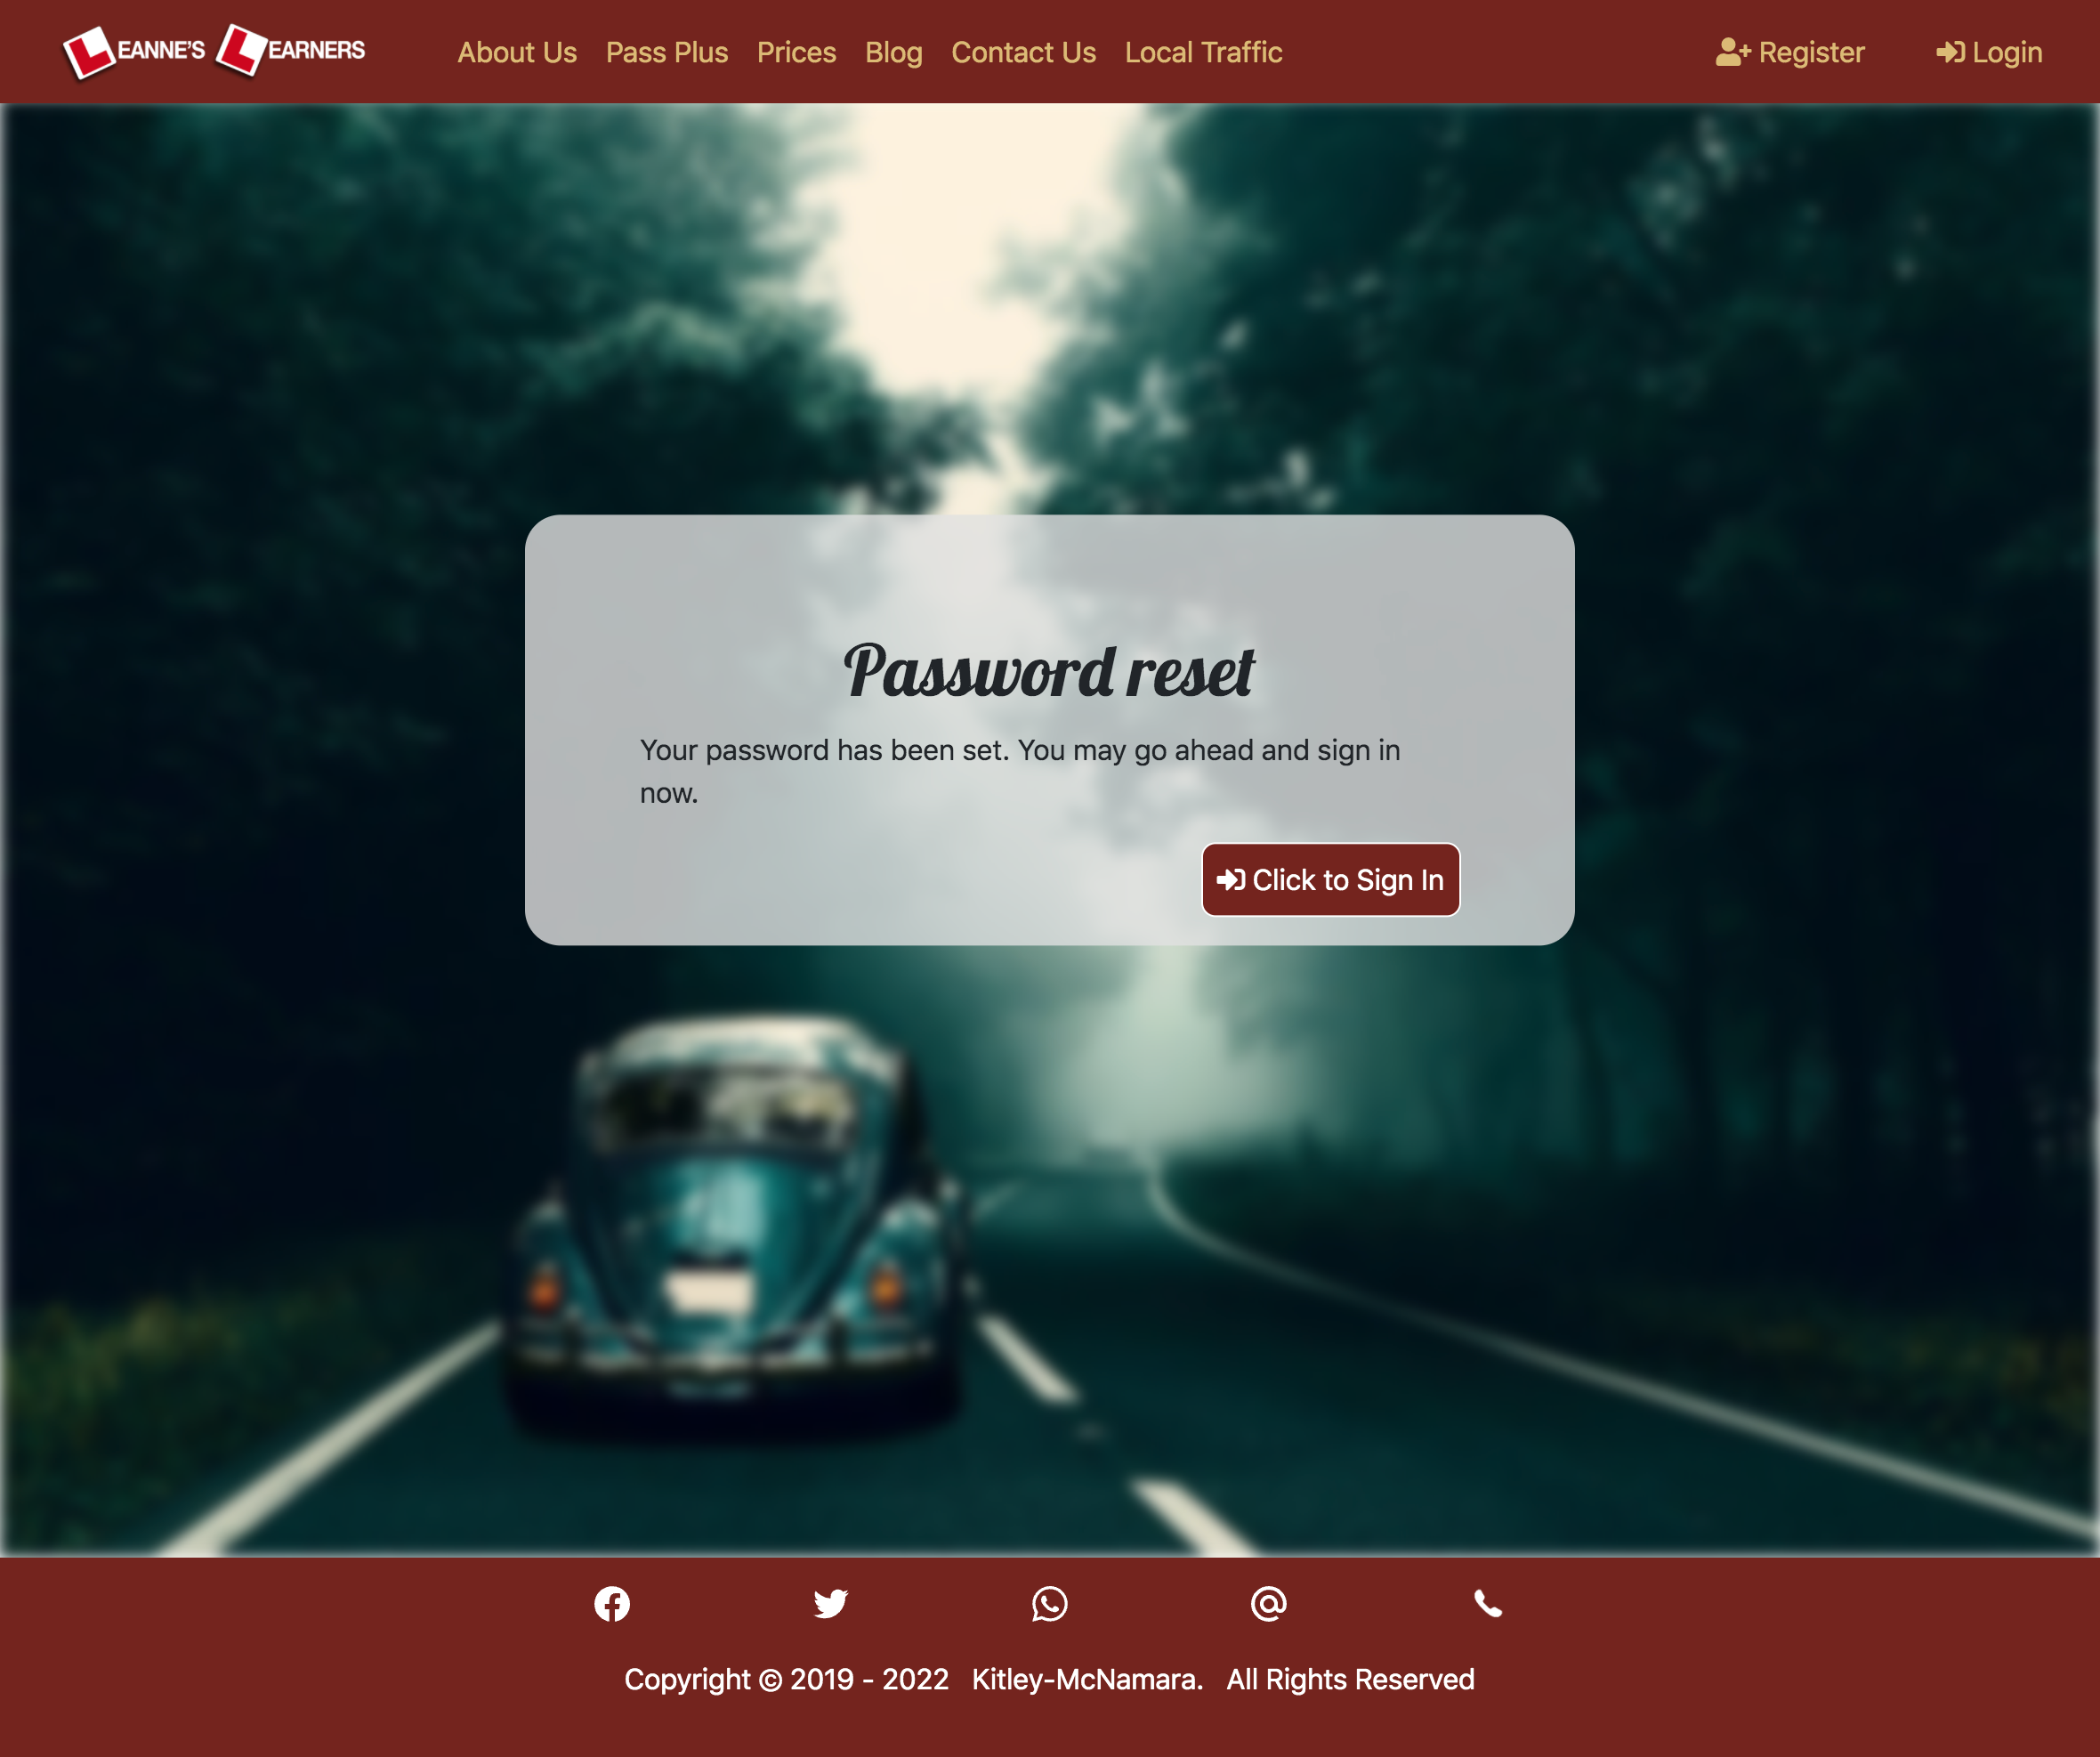 LEANNE'S LEARNERS
About Us Pass Plus Prices Blog Contact Us Local Traffic
Register Login
Password reset
Your password has been set. You may go ahead and sign in
now.
Click to Sign In
Copyright © 2019 - 2022 Kitley-McNamara. All Rights Reserved